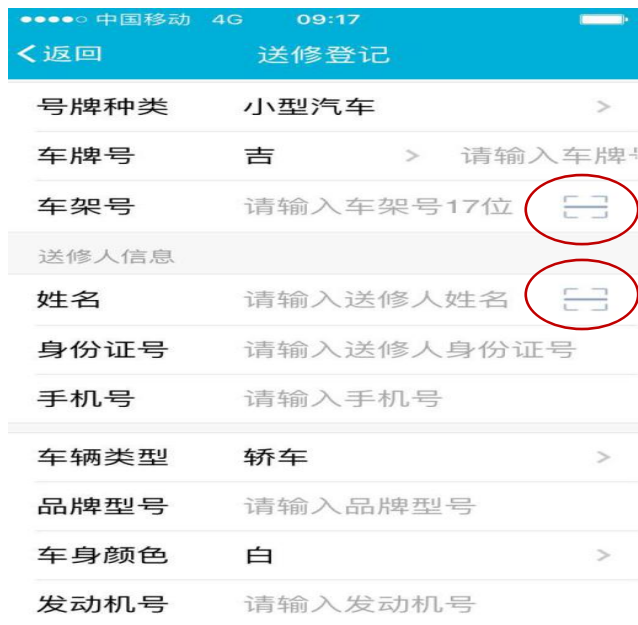 中国移动 4G 09:17
返回 送修登记
号牌种类 小型汽车 >
车牌号 吉 > 请输入车牌号
车架号 请输入车架号17位
送修人信息
姓名 请输入送修人姓名
身份证号 请输入送修人身份证号
手机号 请输入手机号
车辆类型 轿车 >
品牌型号 请输入品牌型号
车身颜色 白 >
发动机号 请输入发动机号